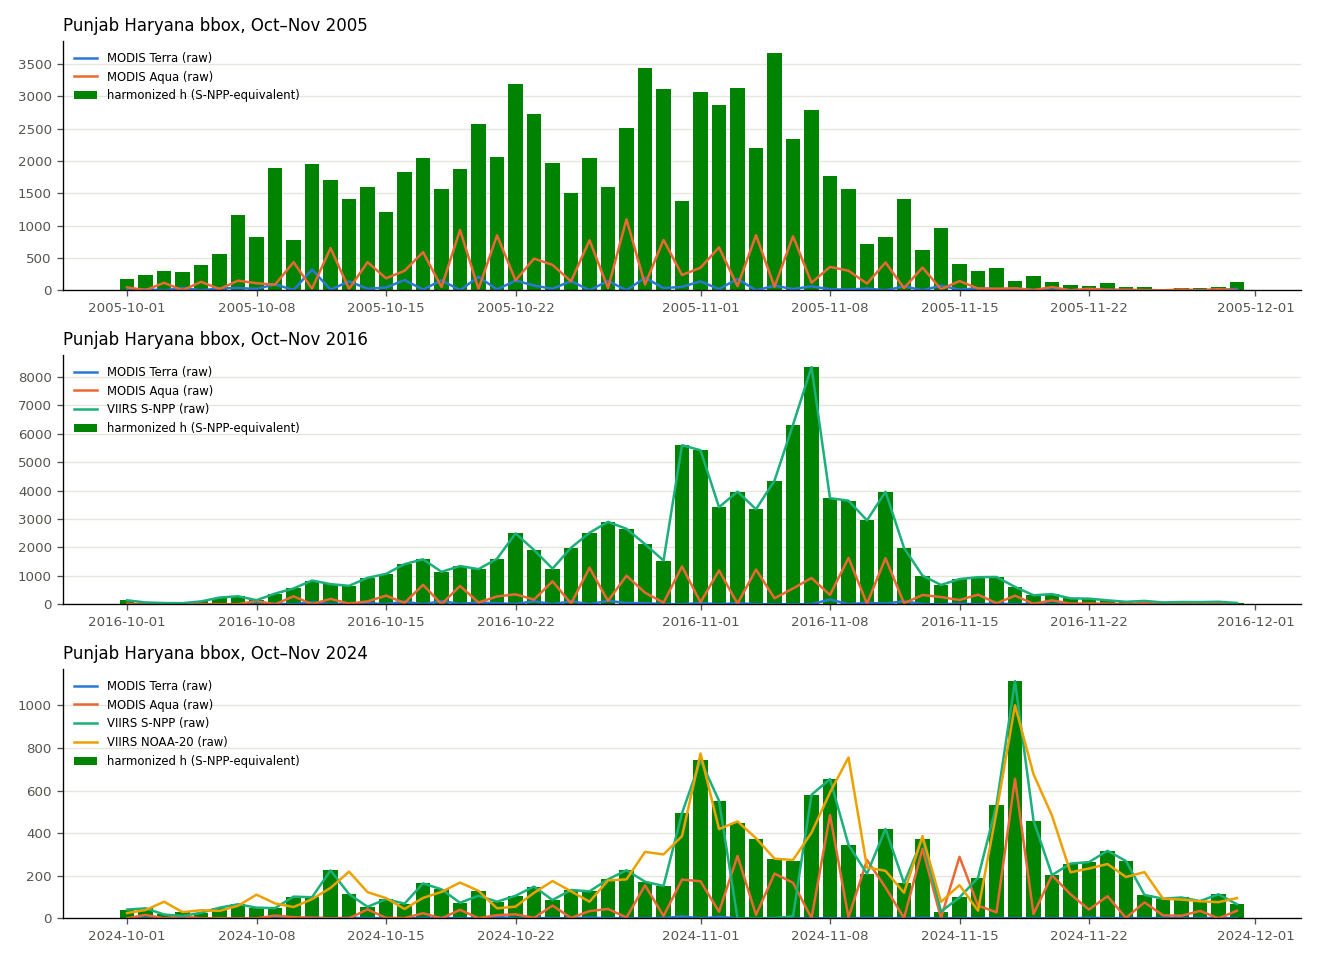 Punjab Haryana bbox, Oct–Nov 2005
MODIS Terra (raw)
MODIS Aqua (raw)
harmonized h (S-NPP-equivalent)
3500
3000
2500
2000
1500
1000
500
0
2005-10-01 2005-10-08 2005-10-15 2005-10-22 2005-11-01 2005-11-08 2005-11-15 2005-11-22 2005-12-01
Punjab Haryana bbox, Oct–Nov 2016
MODIS Terra (raw)
MODIS Aqua (raw)
VIIRS S-NPP (raw)
harmonized h (S-NPP-equivalent)
8000
7000
6000
5000
4000
3000
2000
1000
0
2016-10-01 2016-10-08 2016-10-15 2016-10-22 2016-11-01 2016-11-08 2016-11-15 2016-11-22 2016-12-01
Punjab Haryana bbox, Oct–Nov 2024
MODIS Terra (raw)
MODIS Aqua (raw)
VIIRS S-NPP (raw)
VIIRS NOAA-20 (raw)
harmonized h (S-NPP-equivalent)
1000
800
600
400
200
0
2024-10-01 2024-10-08 2024-10-15 2024-10-22 2024-11-01 2024-11-08 2024-11-15 2024-11-22 2024-12-01